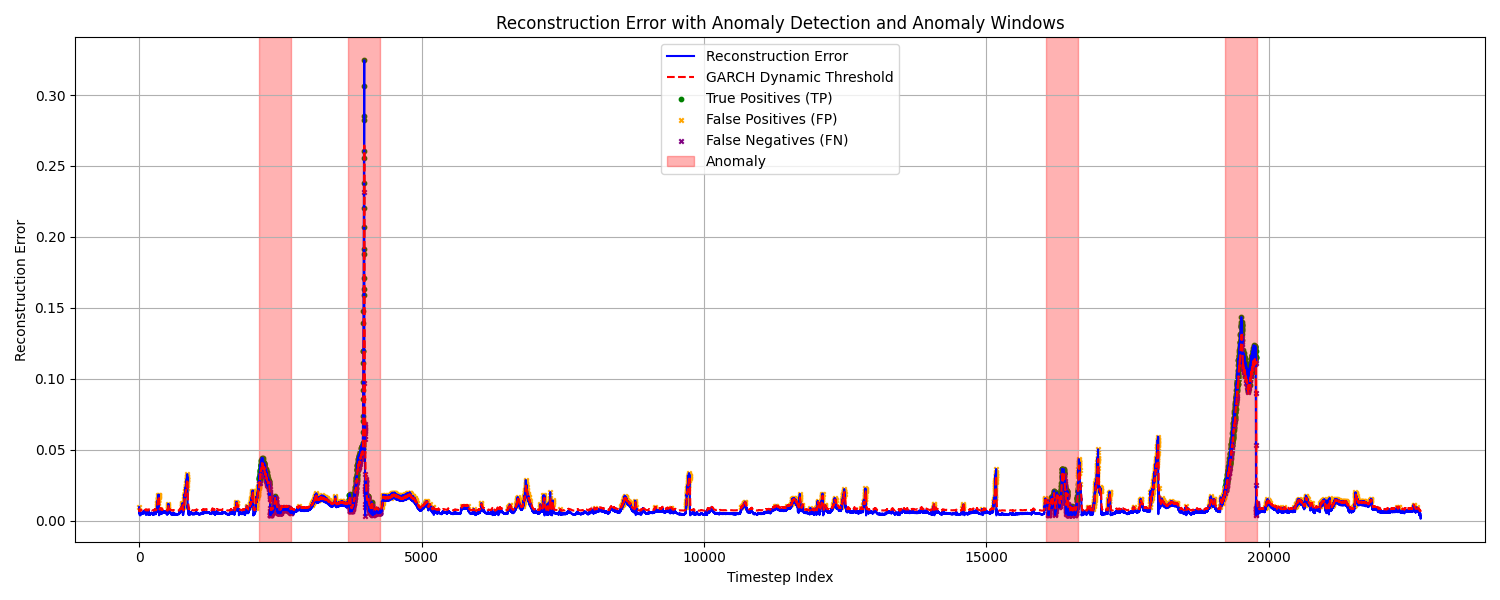 Reconstruction Error with Anomaly Detection and Anomaly Windows
Reconstruction Error
GARCH Dynamic Threshold
True Positives (TP)
False Positives (FP)
False Negatives (FN)
Anomaly
Reconstruction Error
0.30
0.25
0.20
0.15
0.10
0.05
0.00
0 5000 10000 15000 20000
Timestep Index